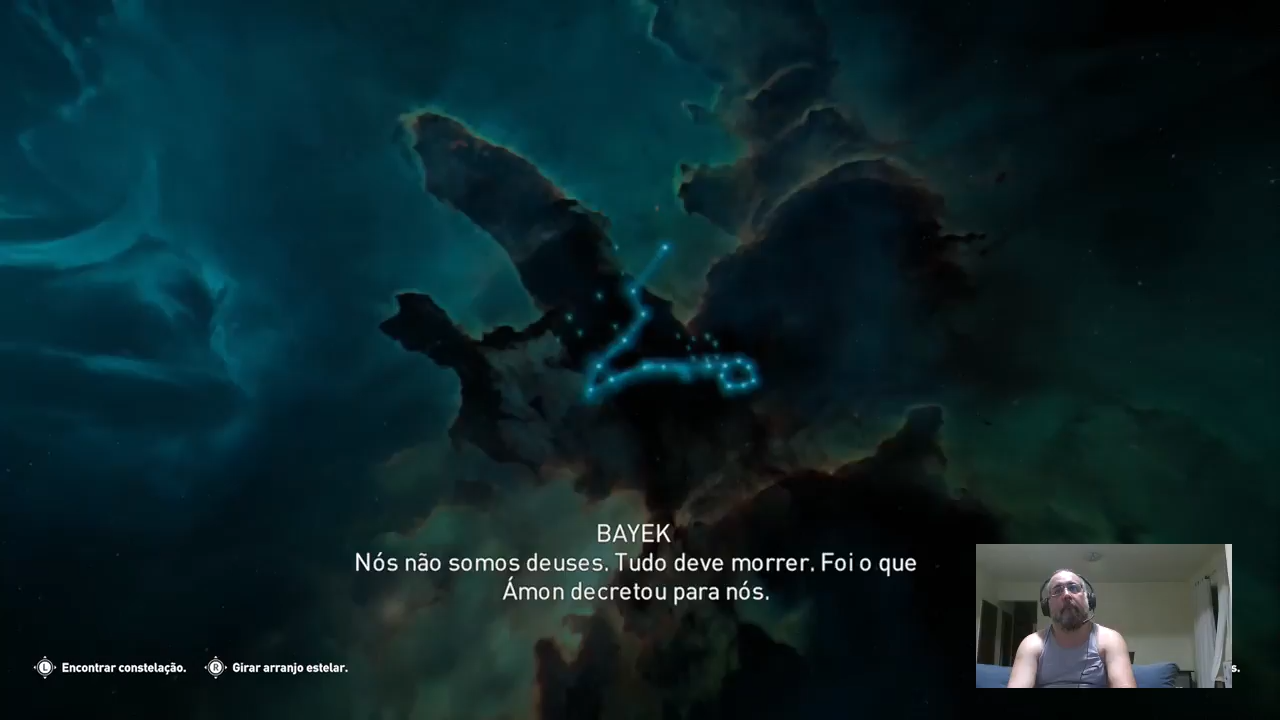 BAYEK
Nós não somos deuses. Tudo deve morrer. Foi o que
Ámon decretou para nós.
L Encontrar constelação. R Girar arranjo estelar.
s.